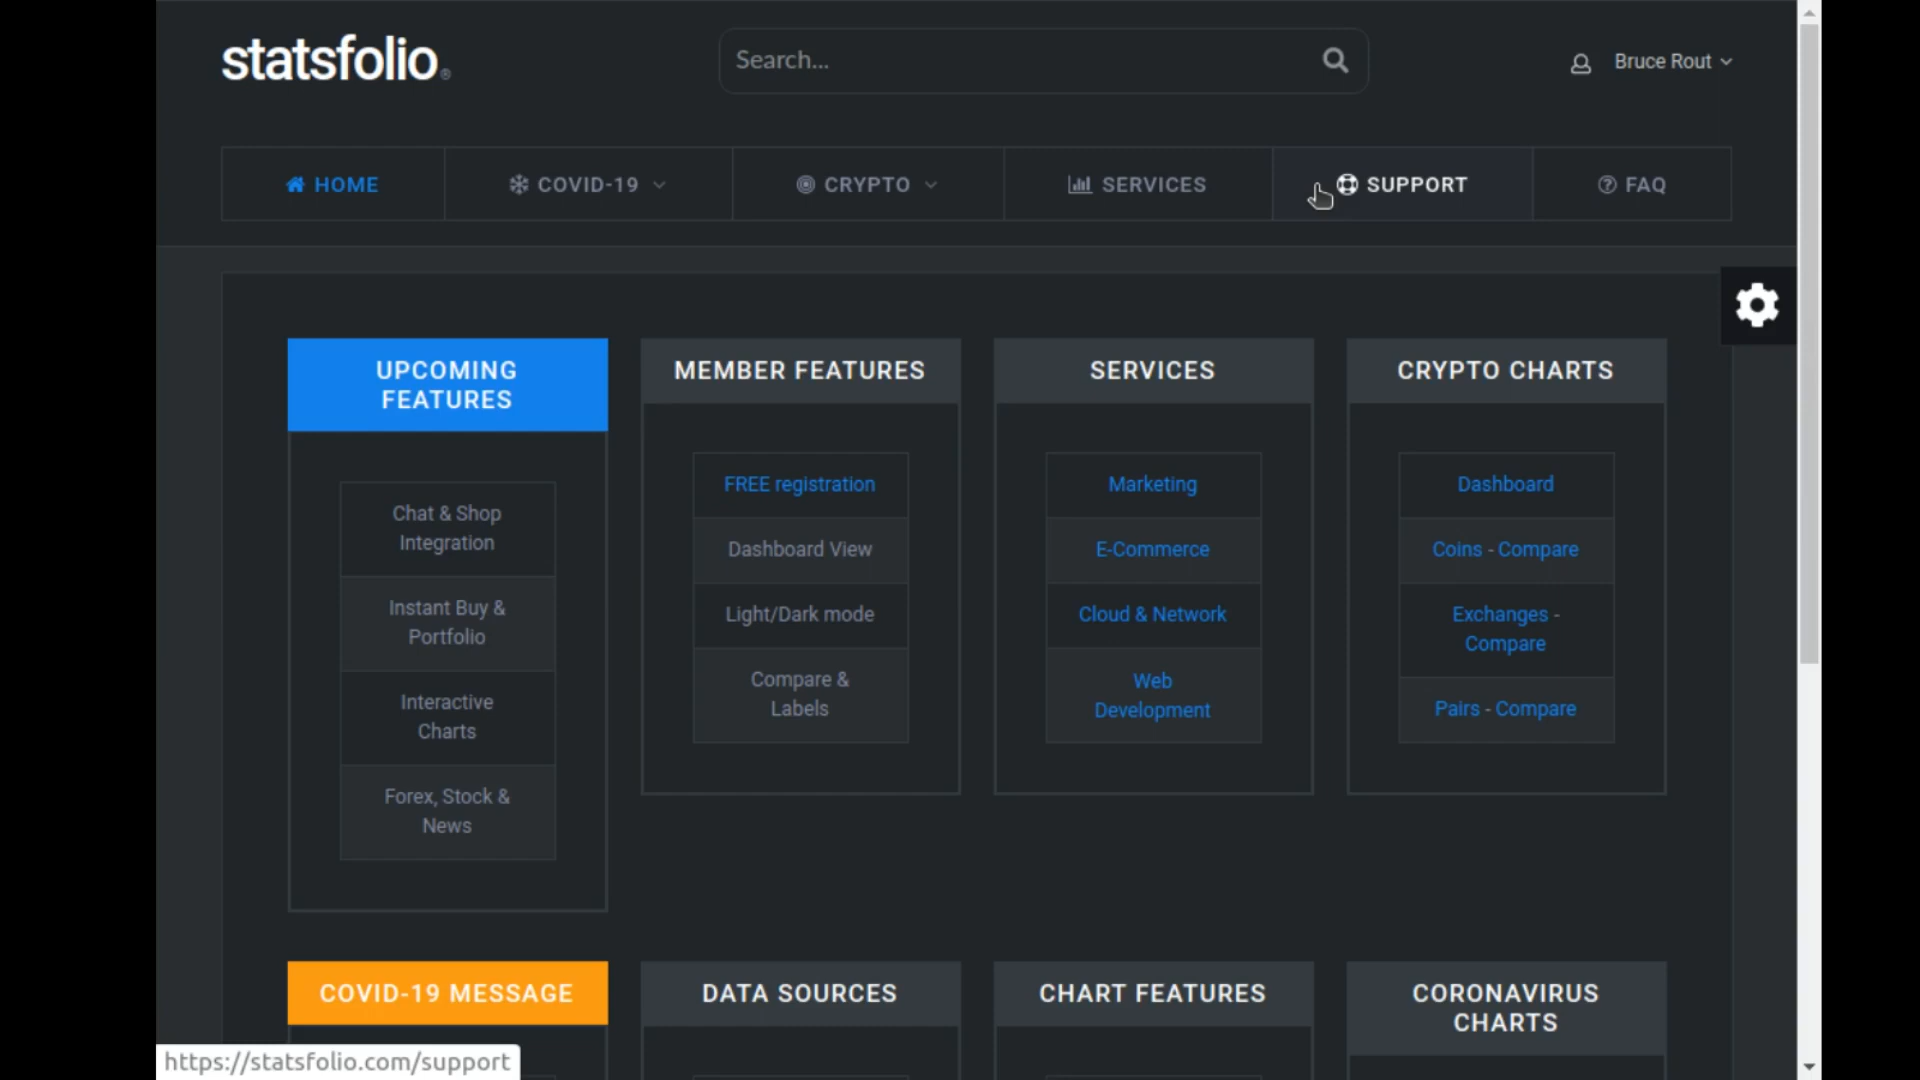 statsfolio®
Search...
Bruce Rout
HOME
COVID-19
CRYPTO
SERVICES
SUPPORT
FAQ
UPCOMING
FEATURES
Chat & Shop
Integration
Instant Buy &
Portfolio
Interactive
Charts
Forex, Stock &
News
MEMBER FEATURES
FREE registration
Dashboard View
Light/Dark mode
Compare &
Labels
SERVICES
Marketing
E-Commerce
Cloud & Network
Web
Development
CRYPTO CHARTS
Dashboard
Coins - Compare
Exchanges -
Compare
Pairs - Compare
COVID-19 MESSAGE
DATA SOURCES
CHART FEATURES
CORONAVIRUS
CHARTS
https://statsfolio.com/support